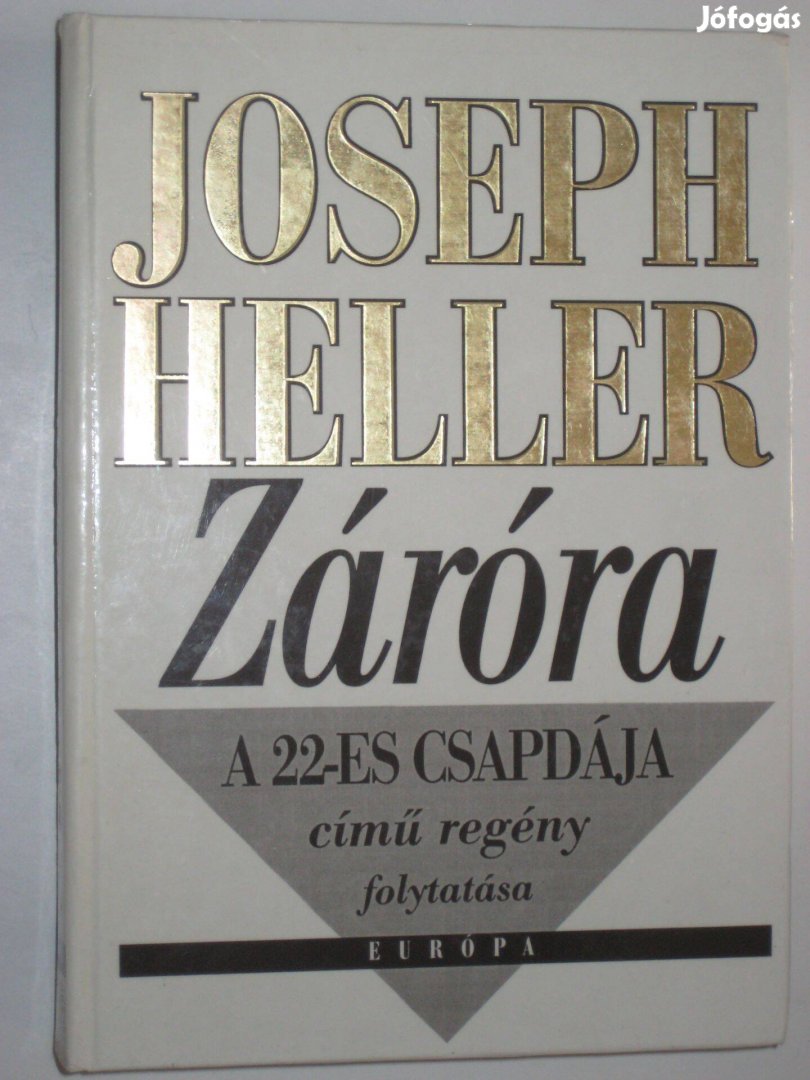 Jófogás
JOSEPH
HELLER
Záróra
A 22-ES CSAPDÁJA
című regény
folytatása
EURÓPA